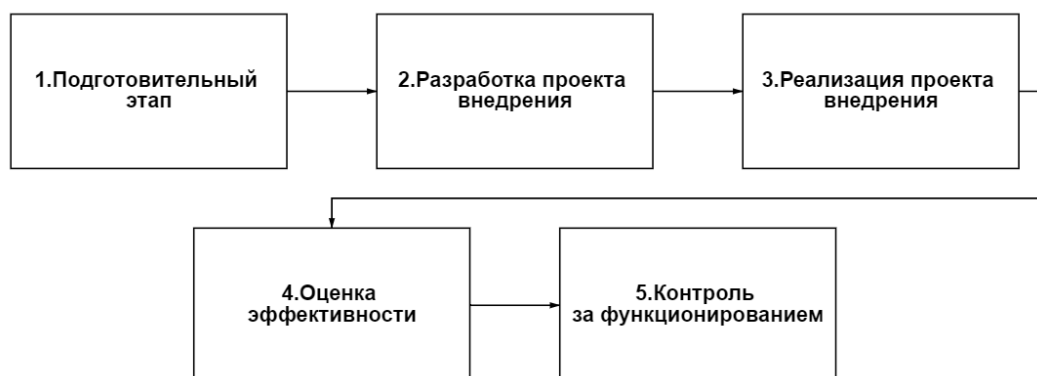 1.Подготовительный
этап
2.Разработка проекта
внедрения
3.Реализация проекта
внедрения
4.Оценка
эффективности
5.Контроль
за функционированием